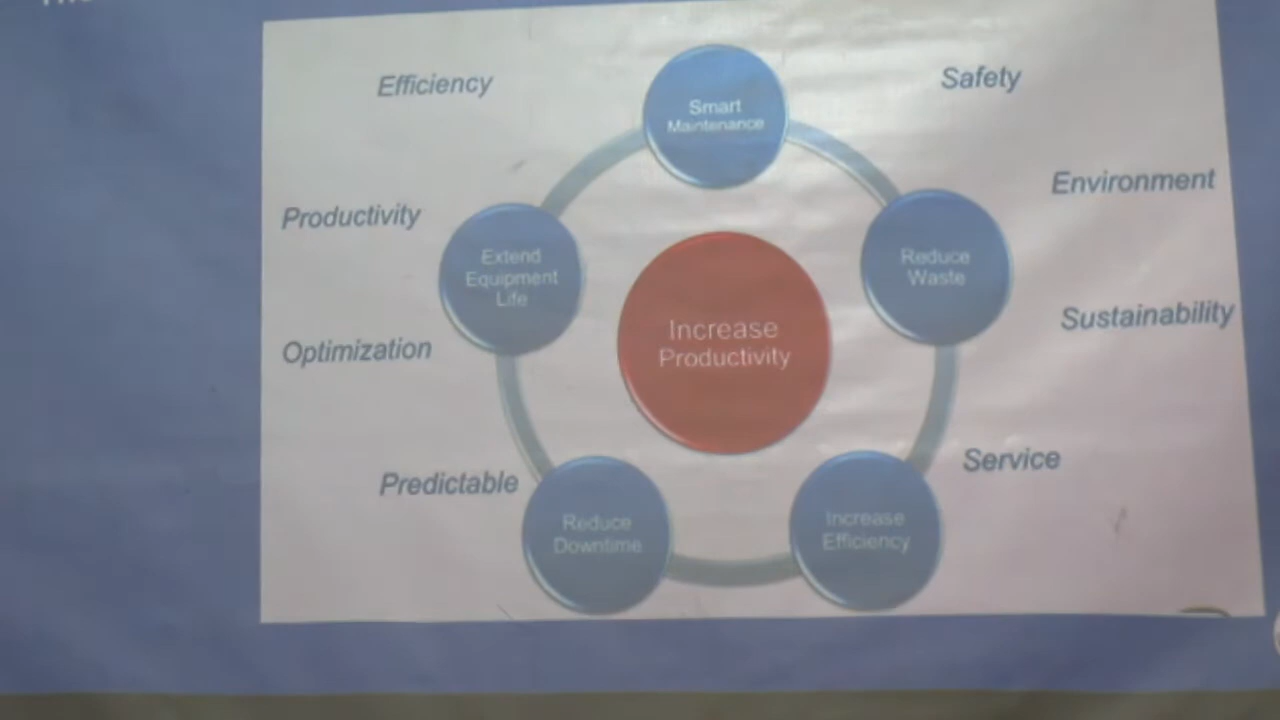 Efficiency
Safety
Smart
Maintenance
Environment
Productivity
Extend
Equipment
Life
Reduce
Waste
Increase
Productivity
Sustainability
Optimization
Predictable
Service
Reduce
Downtime
Increase
Efficiency